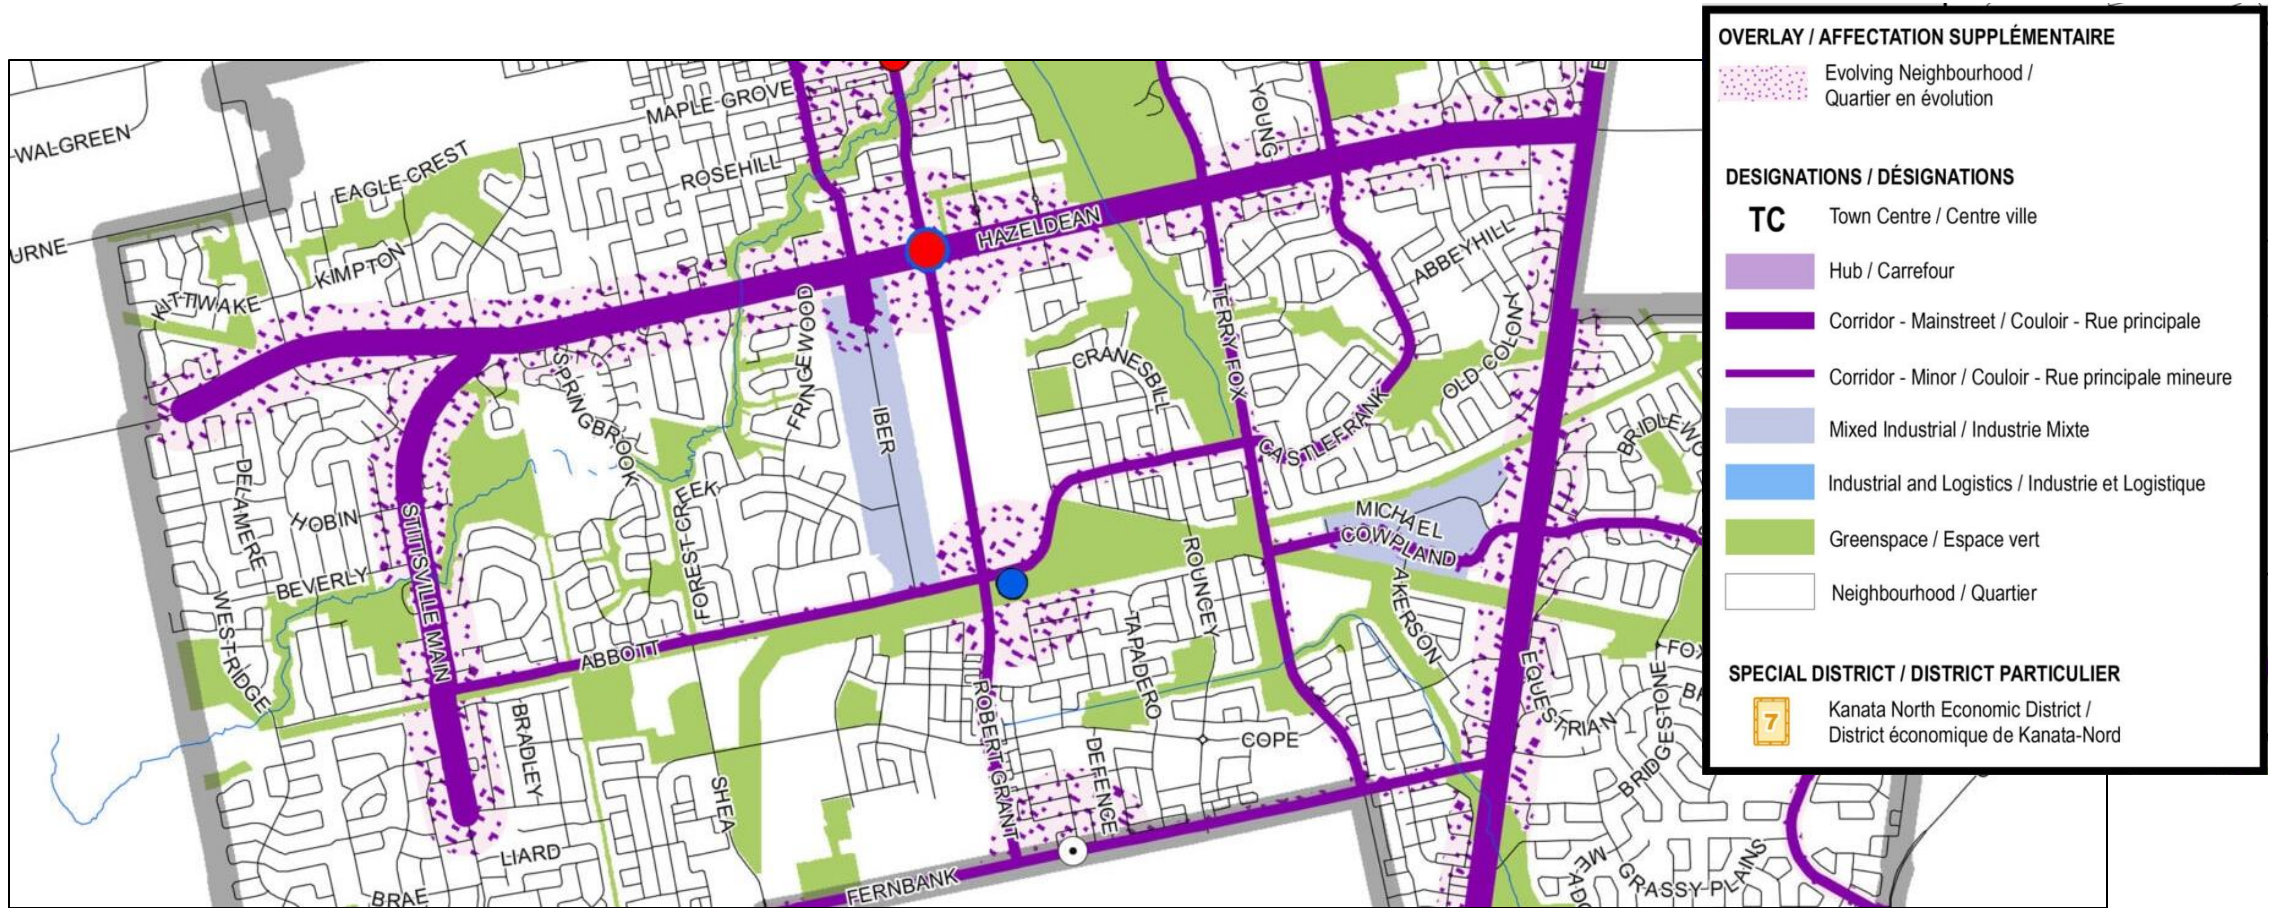 OVERLAY / AFFECTATION SUPPLÉMENTAIRE
Evolving Neighbourhood /
Quartier en évolution
DESIGNATIONS / DÉSIGNATIONS
TC
Town Centre / Centre ville
Hub / Carrefour
Corridor - Mainstreet / Couloir - Rue principale
Corridor - Minor / Couloir - Rue principale mineure
Mixed Industrial / Industrie Mixte
Industrial and Logistics / Industrie et Logistique
Greenspace / Espace vert
Neighbourhood / Quartier
SPECIAL DISTRICT / DISTRICT PARTICULIER
7
Kanata North Economic District /
District économique de Kanata-Nord
WALGREEN
MAPLE GROVE
YOUNG
EAGLE CREST
ROSEHILL
URNE
KIMPTON
HAZELDEAN
ABBEYHILL
KITTIWAKE
FRINGEWOOD
TERRY FOX
OLD COLONY
SPRINGBROOK
CRANESBILL
IBER
CASTLEFRANK
BRIDLEWO
DELAMERE
HOBIN
STITTSVILLE MAIN
FOREST CREEK
MICHAEL
COWPLAND
ROUNCEY
BEVERLY
WESTRIDGE
AKERSON
TAPADERO
ABBOTT
EQUESTRIAN
FOX
BRIDGESTONE
BRADLEY
ROBERT GRANT
COPE
DEFENCE
SHEA
LIARD
FERNBANK
BRAE
GRASSY PLAINS
MEADO